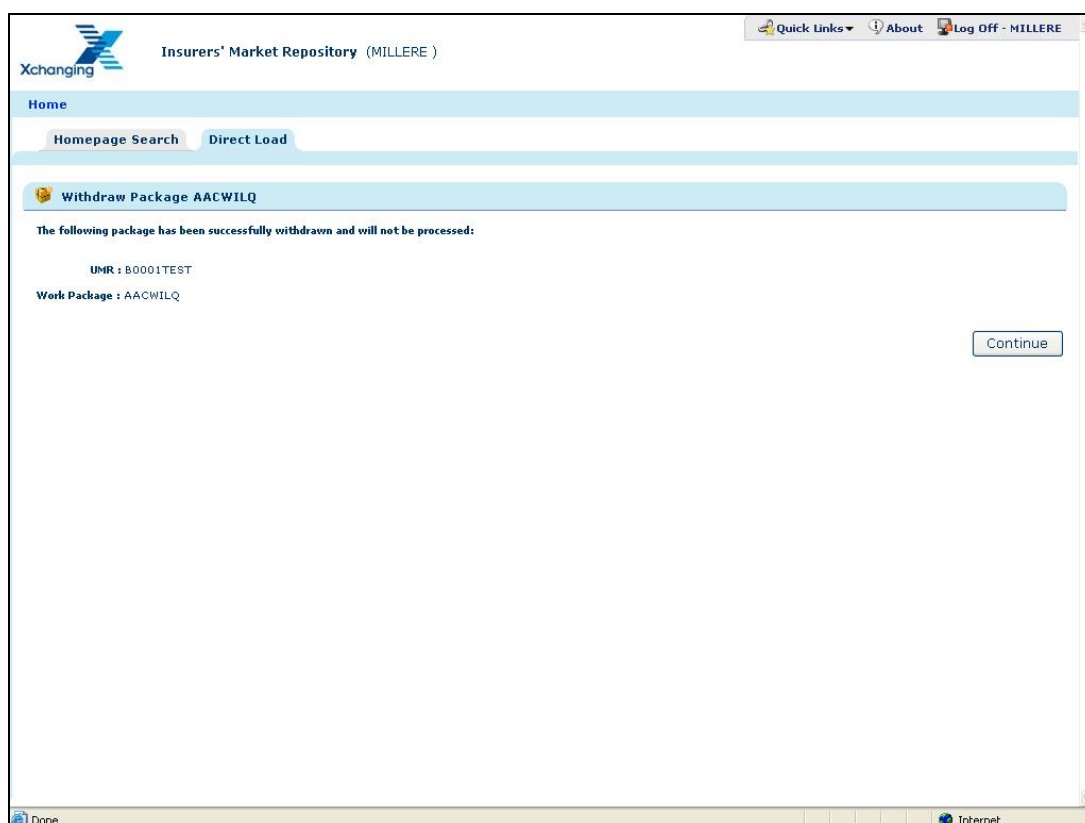 Quick Links About Log Off - MILLERE
Xchanging
Insurers' Market Repository (MILLERE )
Home
Homepage Search Direct Load
Withdraw Package AACWILQ
The following package has been successfully withdrawn and will not be processed:
UMR : B0001TEST
Work Package : AACWILQ
Continue
Done Internet